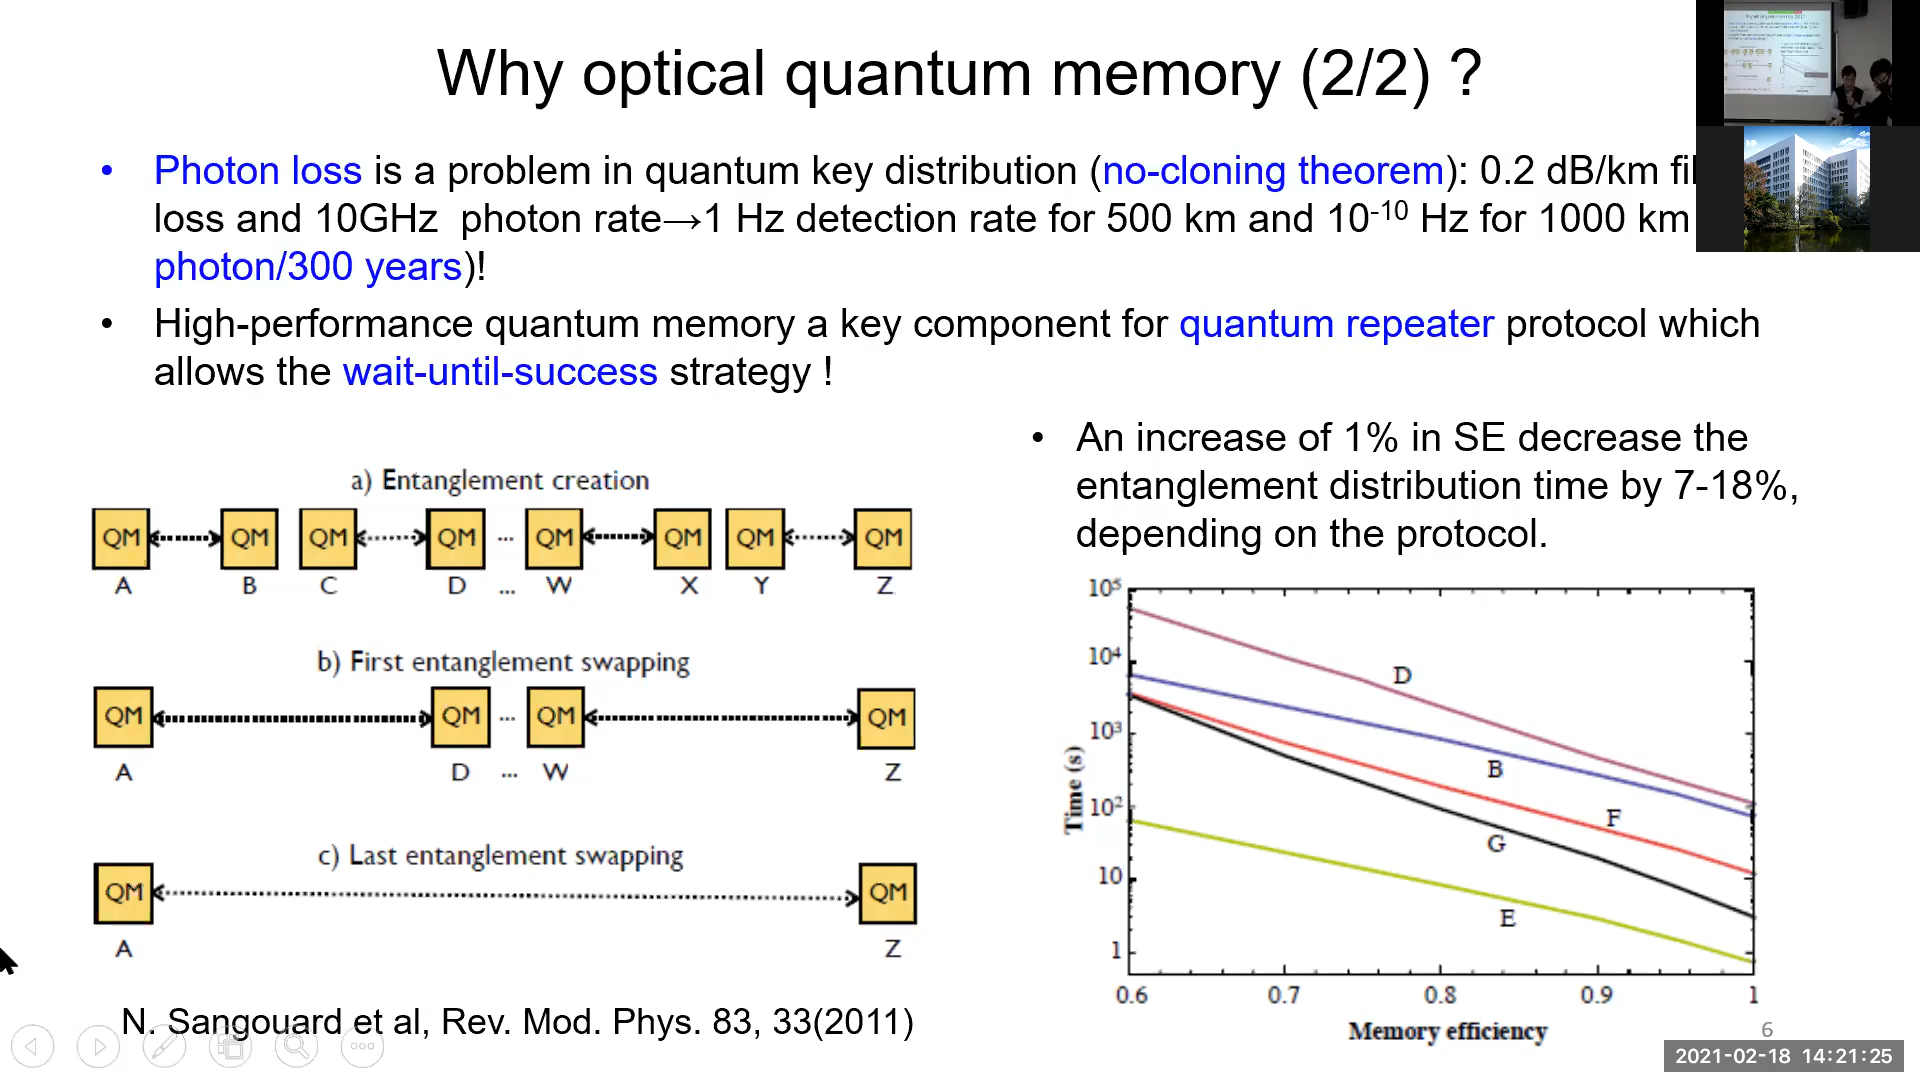 Why optical quantum memory (2/2) ?
• Photon loss is a problem in quantum key distribution (no-cloning theorem): 0.2 dB/km
loss and 10GHz photon rate→1 Hz detection rate for 500 km and 10⁻¹⁰ Hz for 1000 km
photon/300 years)!
• High-performance quantum memory a key component for quantum repeater protocol which
allows the wait-until-success strategy !
• An increase of 1% in SE decrease the
entanglement distribution time by 7-18%,
depending on the protocol.
a) Entanglement creation
QM QM QM QM ... QM QM QM QM
A B C D ... W X Y Z
b) First entanglement swapping
QM QM ... QM QM
A D ... W Z
c) Last entanglement swapping
QM QM
A Z
N. Sangouard et al, Rev. Mod. Phys. 83, 33(2011)
10⁵
10⁴
10³
10²
10
1
Time (s)
D
B
F
G
E
0.6 0.7 0.8 0.9 1
Memory efficiency
6
2021-02-18 14:21:25